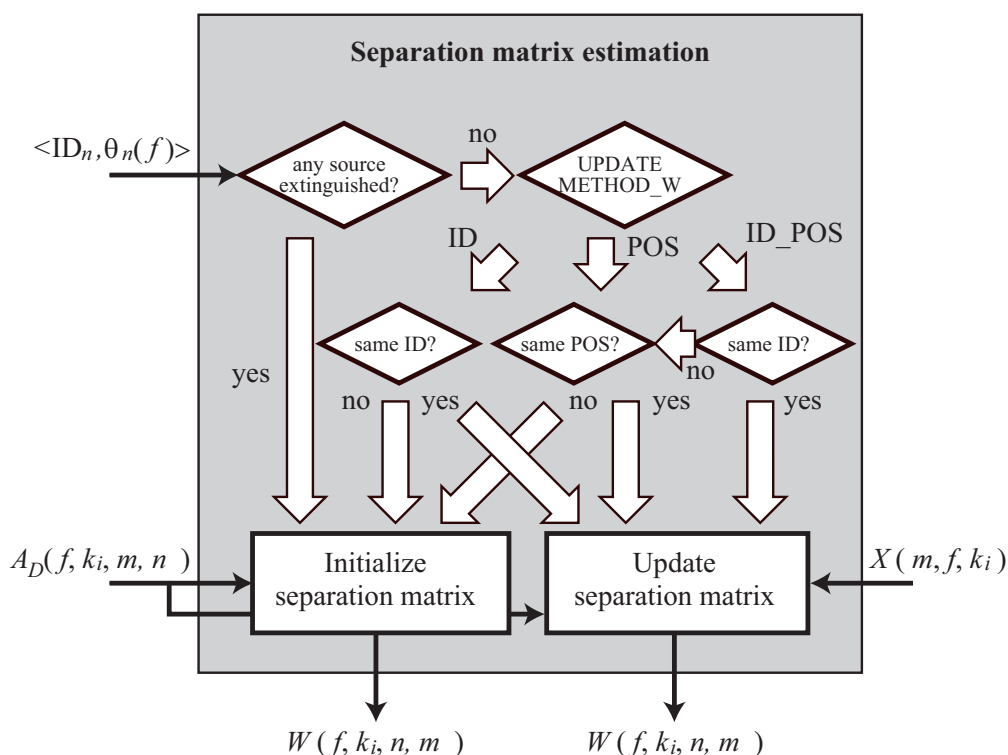 Separation matrix estimation
<IDn,θn(f)>
any source
extinguished?
no
UPDATE
METHOD_W
ID
POS
ID_POS
same ID?
same POS?
same ID?
no
yes
no
yes
no
yes
yes
AD(f, ki, m, n )
Initialize
separation matrix
Update
separation matrix
X( m, f, ki)
W( f, ki, n, m )
W( f, ki, n, m )